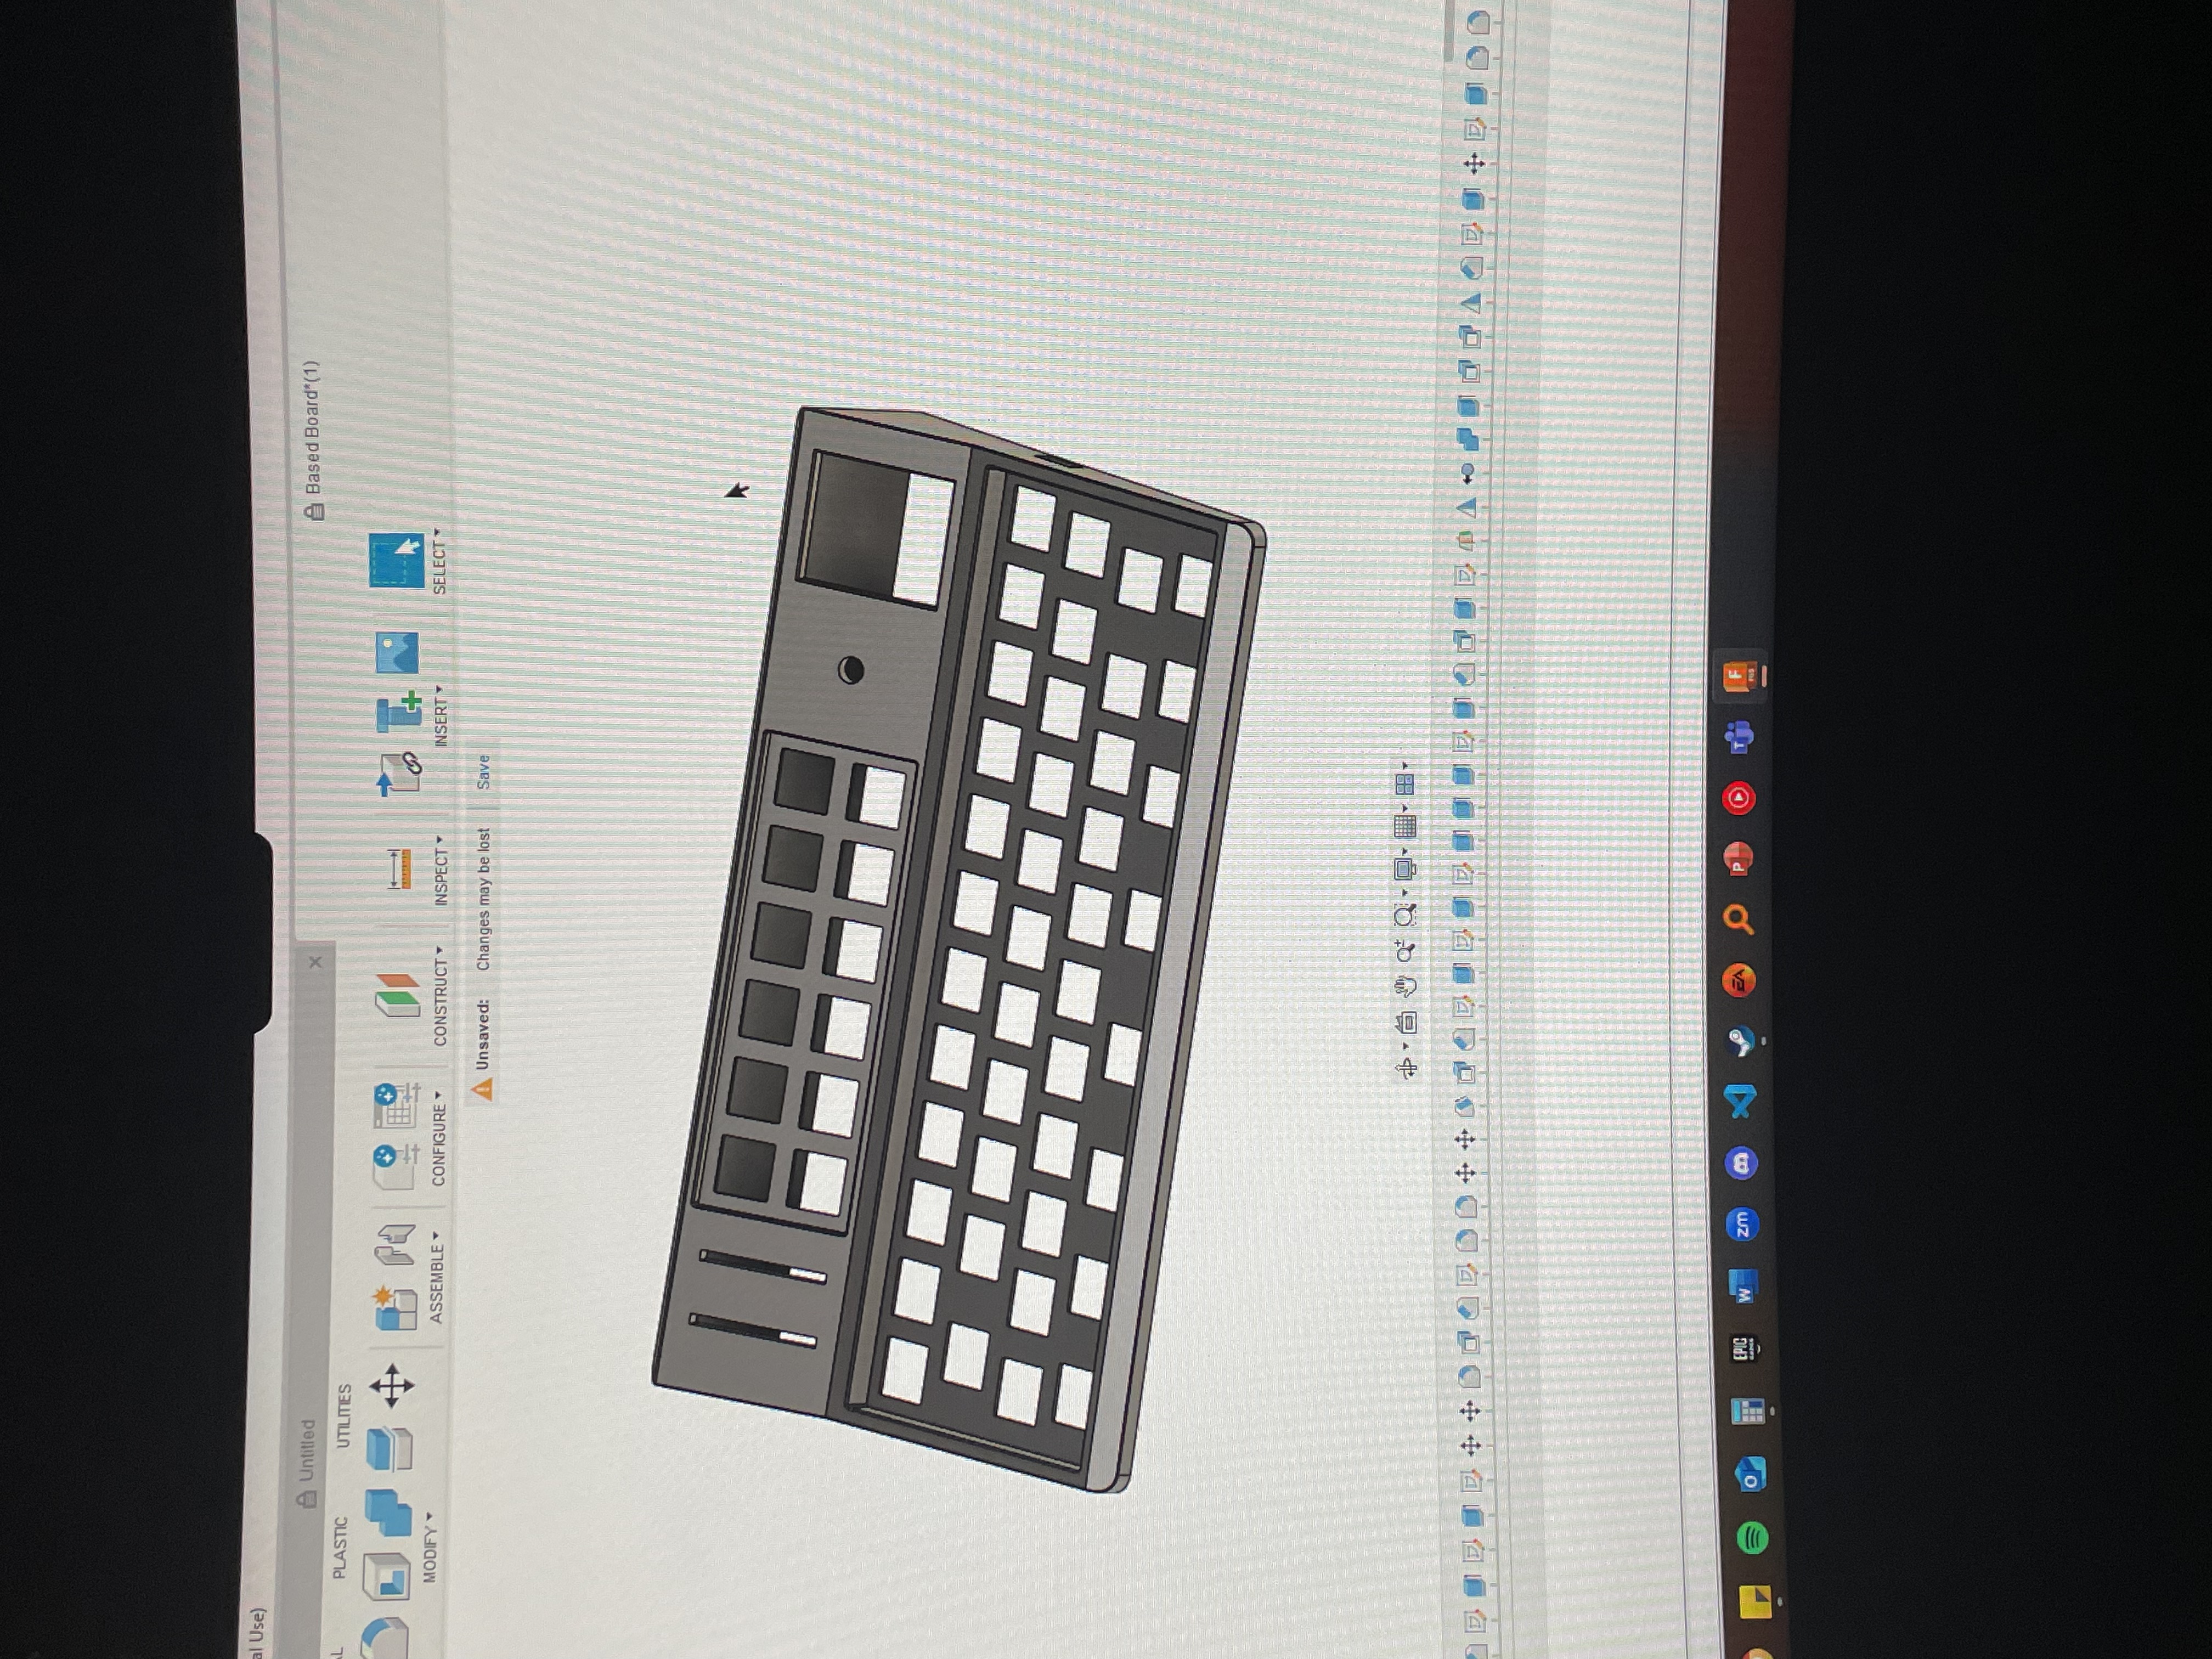 al Use)
Untitled
Based Board*(1)
PLASTIC
UTILITIES
MODIFY
ASSEMBLE
CONFIGURE
CONSTRUCT
INSPECT
INSERT
SELECT
Unsaved: Changes may be lost Save
EPIC
GAMES
W
zm
EA
P
T
F